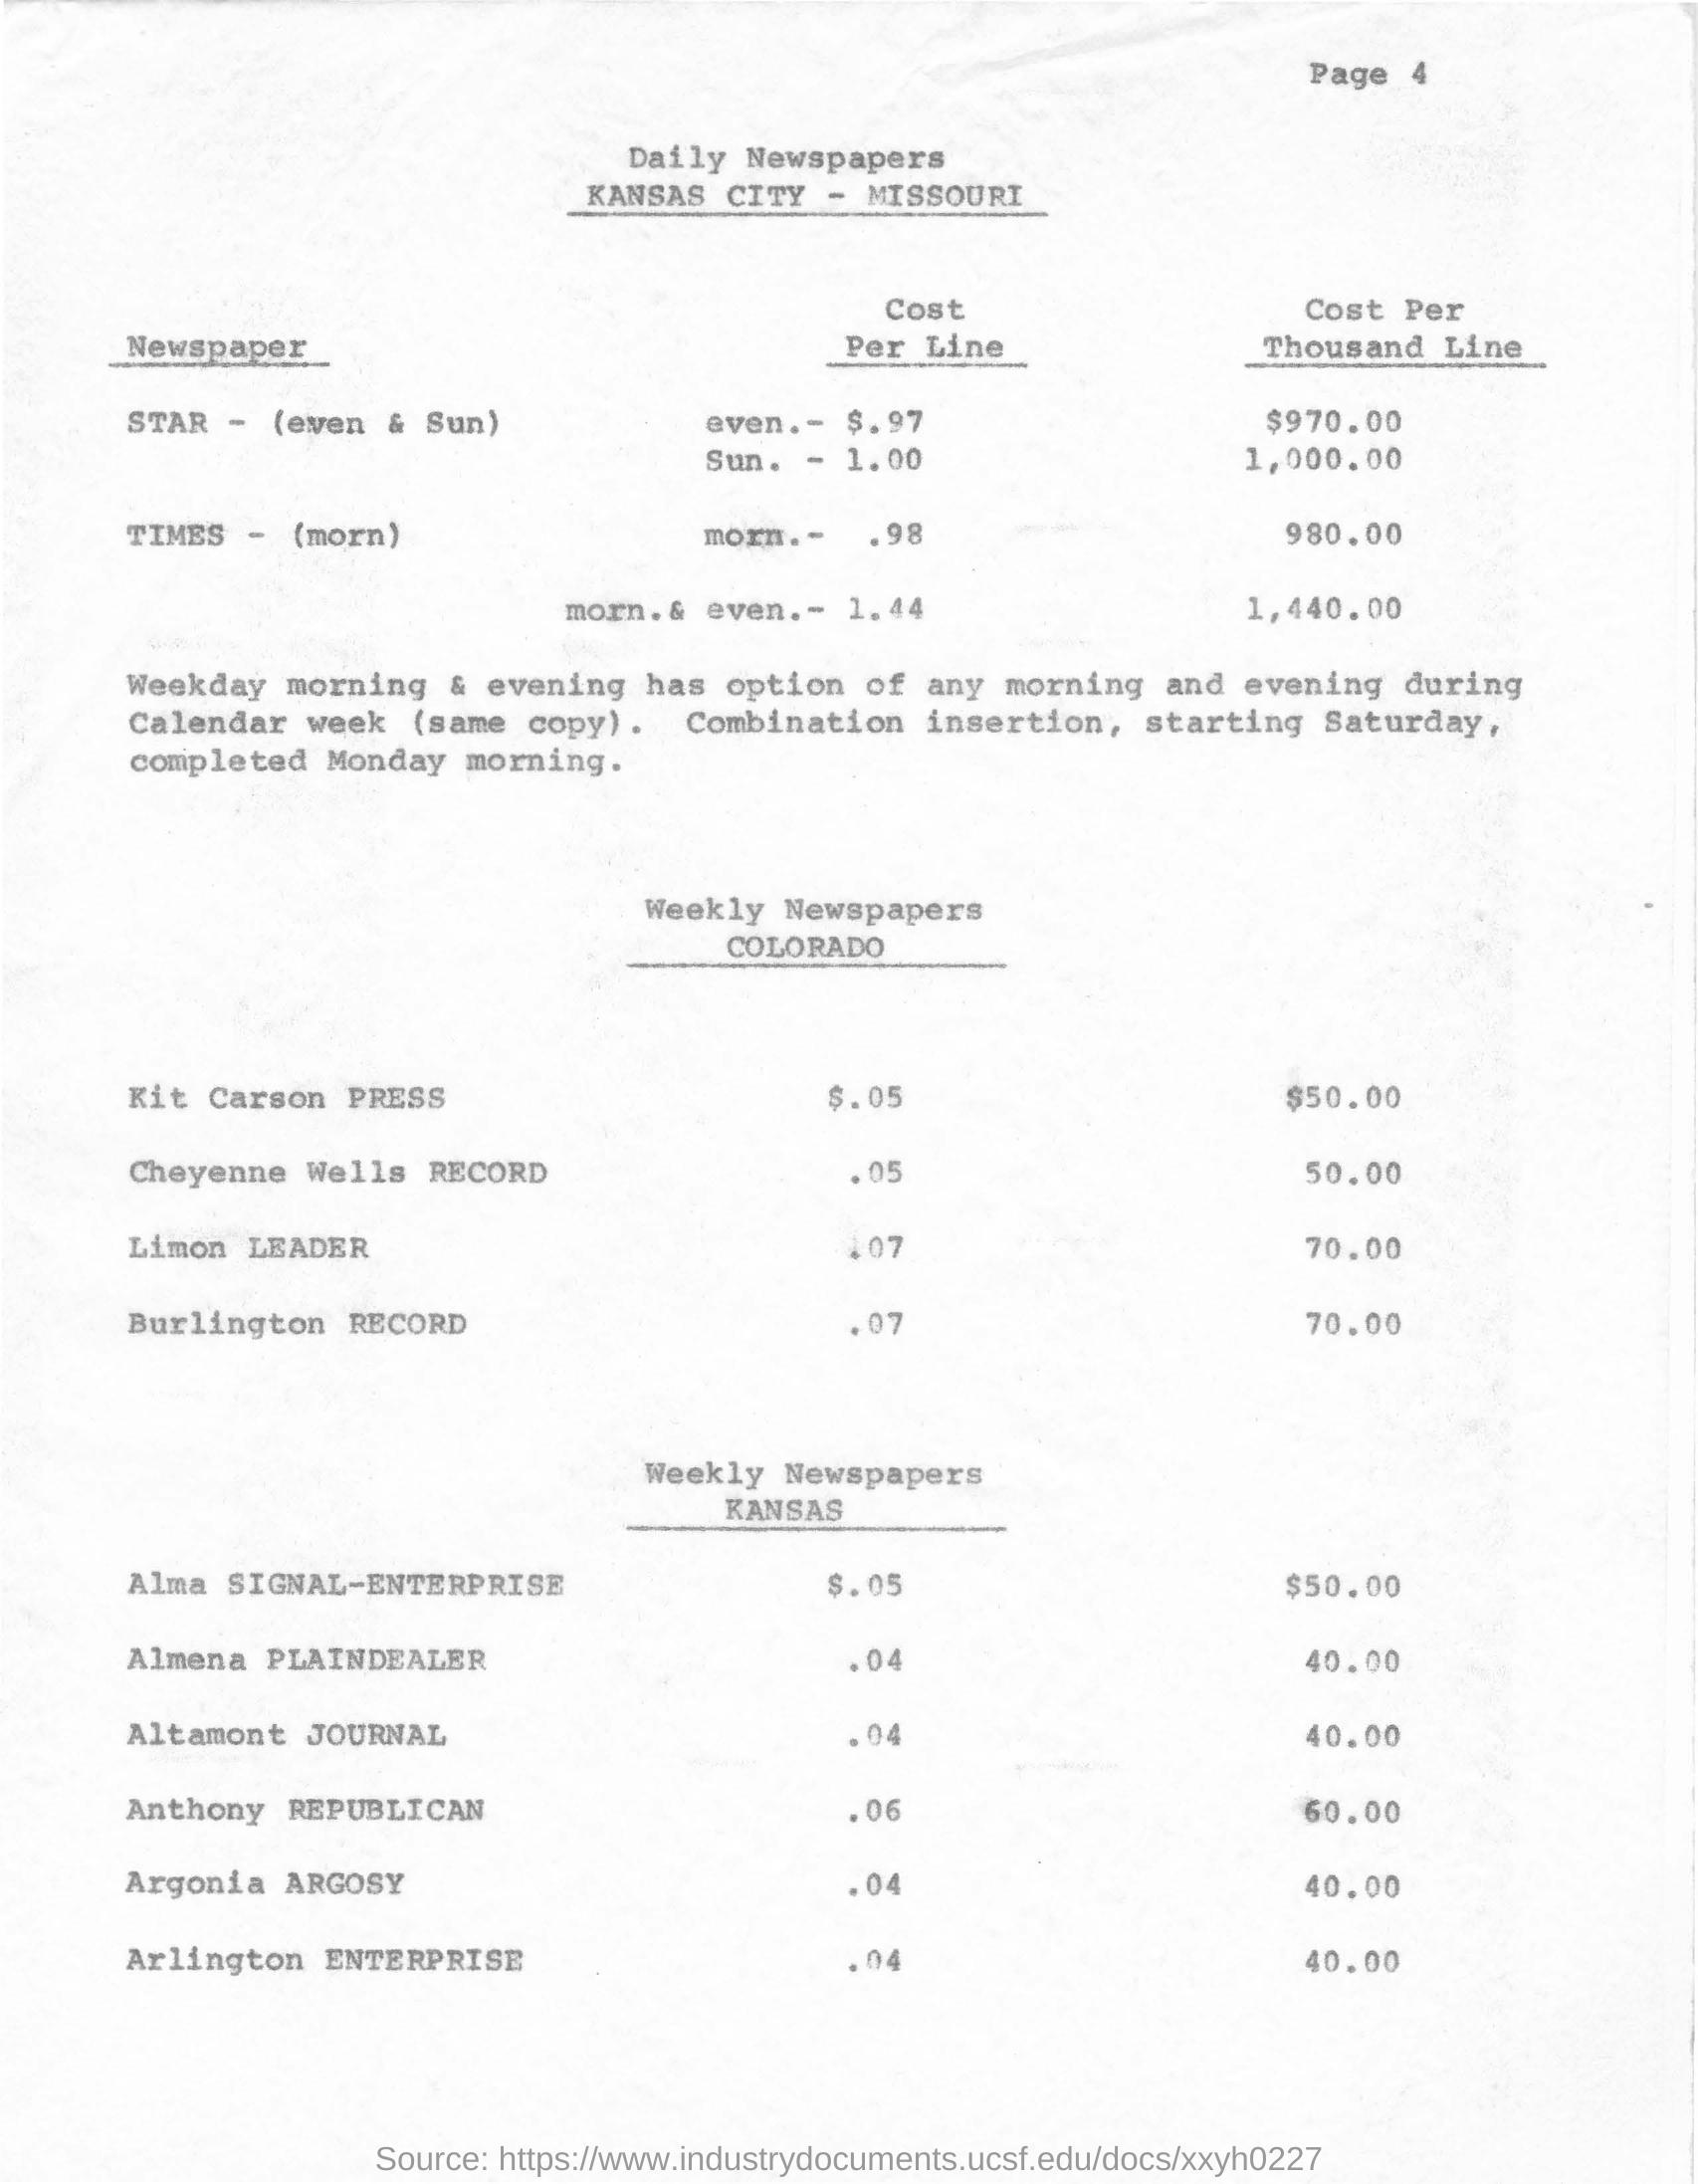 Page 4
Daily Newspapers
KANSAS CITY - MISSOURI
Newspaper Cost Per Line Cost Per Thousand Line
STAR - (even & Sun) even.- $.97 $970.00
Sun. - 1.00 1,000.00
TIMES - (morn) morn.- .98 980.00
morn.& even.- 1.44 1,440.00
Weekday morning & evening has option of any morning and evening during
Calendar week (same copy). Combination insertion, starting Saturday,
completed Monday morning.
Weekly Newspapers
COLORADO
Kit Carson PRESS $.05 $50.00
Cheyenne Wells RECORD .05 50.00
Limon LEADER .07 70.00
Burlington RECORD .07 70.00
Weekly Newspapers
KANSAS
Alma SIGNAL-ENTERPRISE $.05 $50.00
Almena PLAINDEALER .04 40.00
Altamont JOURNAL .04 40.00
Anthony REPUBLICAN .06 60.00
Argonia ARGOSY .04 40.00
Arlington ENTERPRISE .04 40.00
Source: https://www.industrydocuments.ucsf.edu/docs/xxyh0227